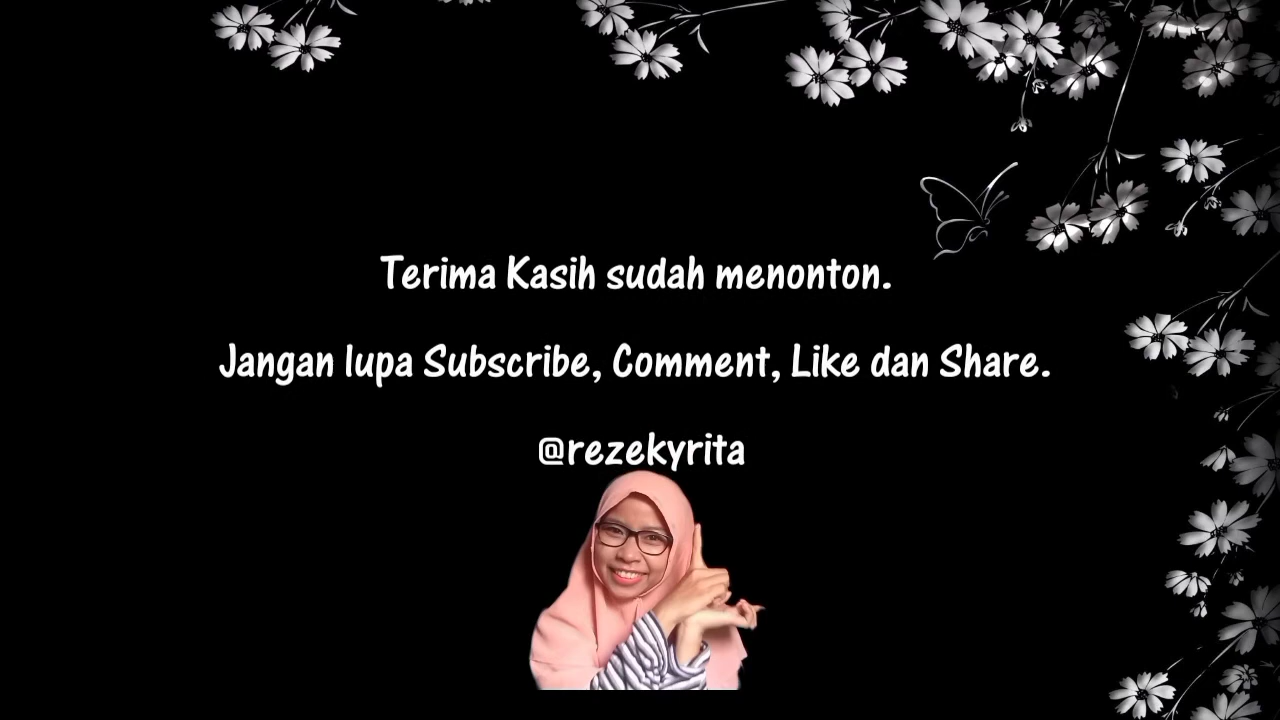 Terima Kasih sudah menonton.
Jangan lupa Subscribe, Comment, Like dan Share.
@rezekyrita